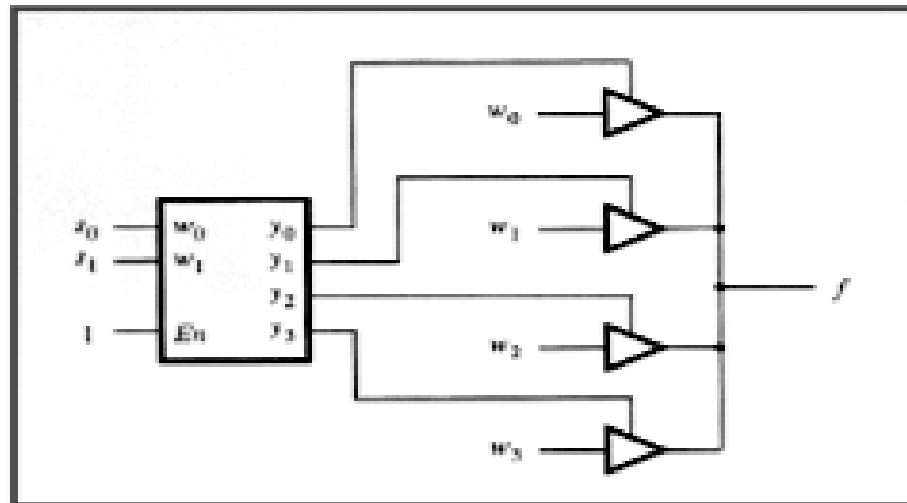 w₀
s₀ w₀ y₀ w₁
s₁ w₁ y₁
y₂ f
1 En y₃ w₂
w₃